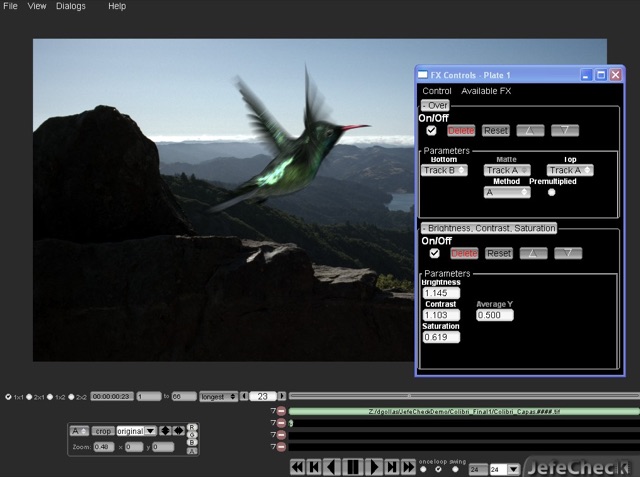 File View Dialogs Help
FX Controls - Plate 1
Control Available FX
- Over
On/Off
Delete Reset
Parameters
Bottom Matte Top
Track B Track A Track A
Method Premultiplied
A
- Brightness, Contrast, Saturation
On/Off
Delete Reset
Parameters
Brightness
1.145
Contrast Average Y
1.103 0.500
Saturation
0.619
1x1 2x1 1x2 2x2 00:00:00:23 1 to 66 longest 23
Z:/dgollas/JefeCheckDemo/Colibri_Final1/Colibri_Capas.####.tif
A crop original
R
G
B
A
Zoom: 0.48 x 0 y 0
once loop swing
24 24
JefeCheck